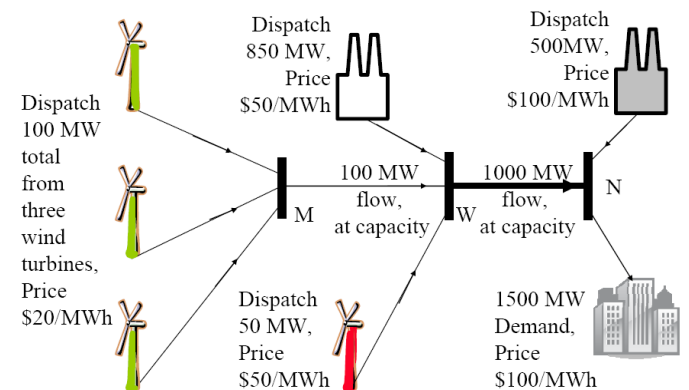 Dispatch
850 MW,
Price
$50/MWh
Dispatch
500MW,
Price
$100/MWh
Dispatch
100 MW
total
from
three
wind
turbines,
Price
$20/MWh
M
100 MW
flow,
at capacity
W
1000 MW
flow,
at capacity
N
Dispatch
50 MW,
Price
$50/MWh
1500 MW
Demand,
Price
$100/MWh